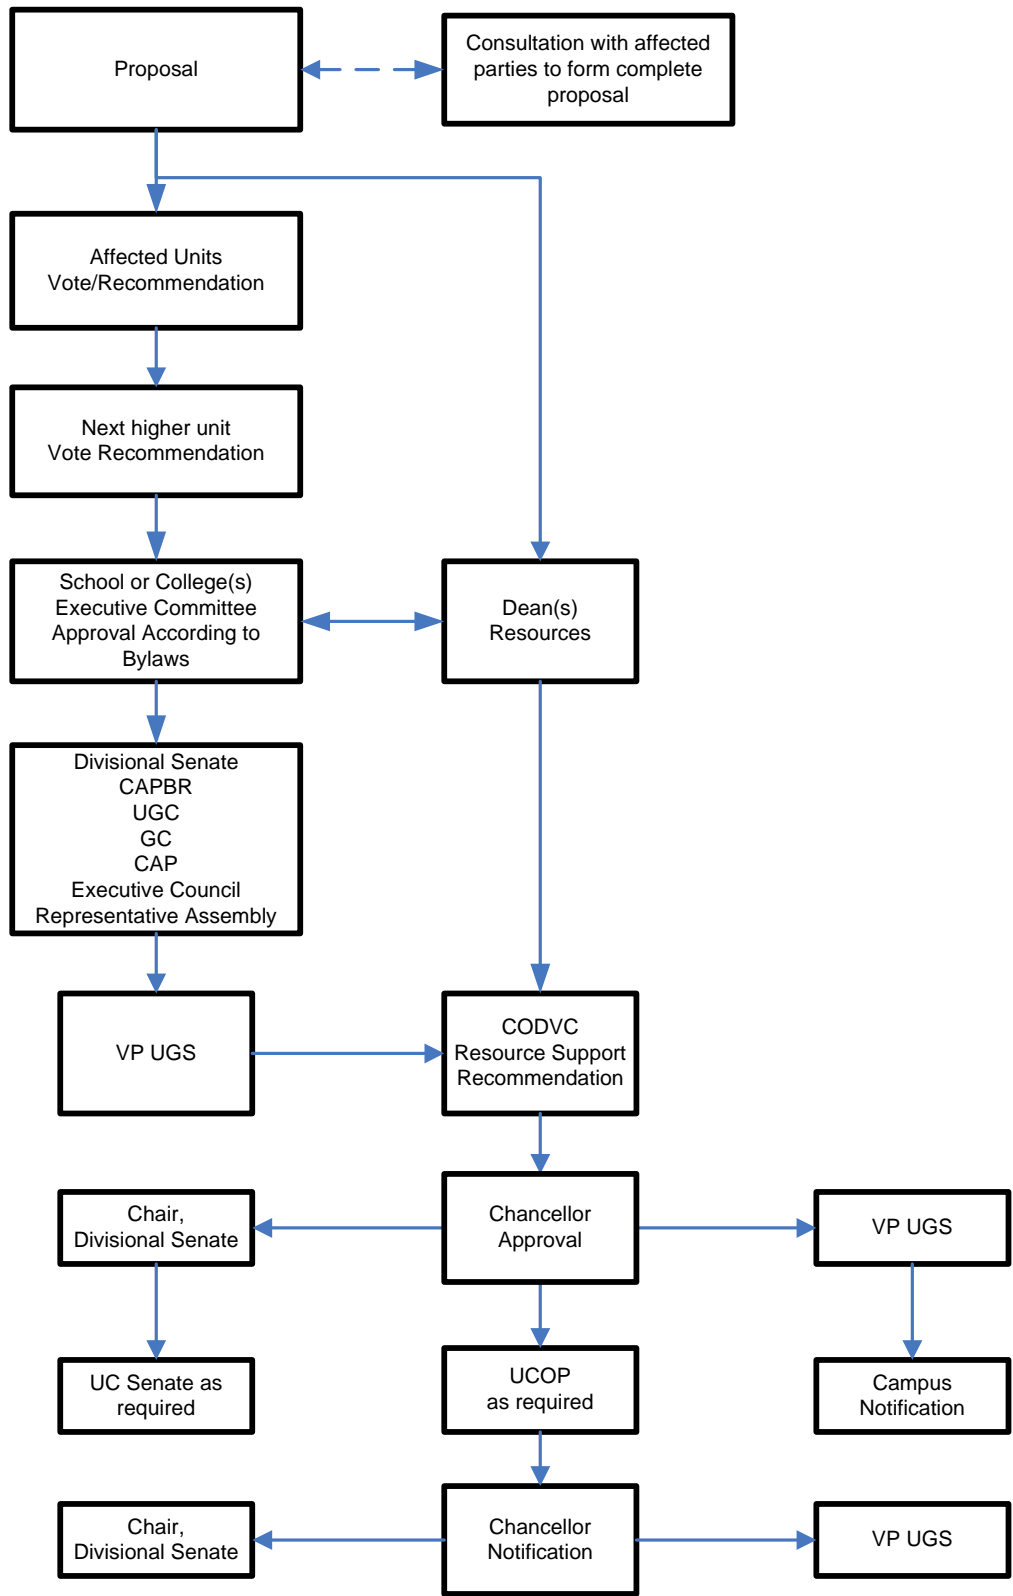 Proposal
Consultation with affected
parties to form complete
proposal
Affected Units
Vote/Recommendation
Next higher unit
Vote Recommendation
School or College(s)
Executive Committee
Approval According to
Bylaws
Dean(s)
Resources
Divisional Senate
CAPBR
UGC
GC
CAP
Executive Council
Representative Assembly
VP UGS
CODVC
Resource Support
Recommendation
Chair,
Divisional Senate
Chancellor
Approval
VP UGS
UC Senate as
required
UCOP
as required
Campus
Notification
Chair,
Divisional Senate
Chancellor
Notification
VP UGS